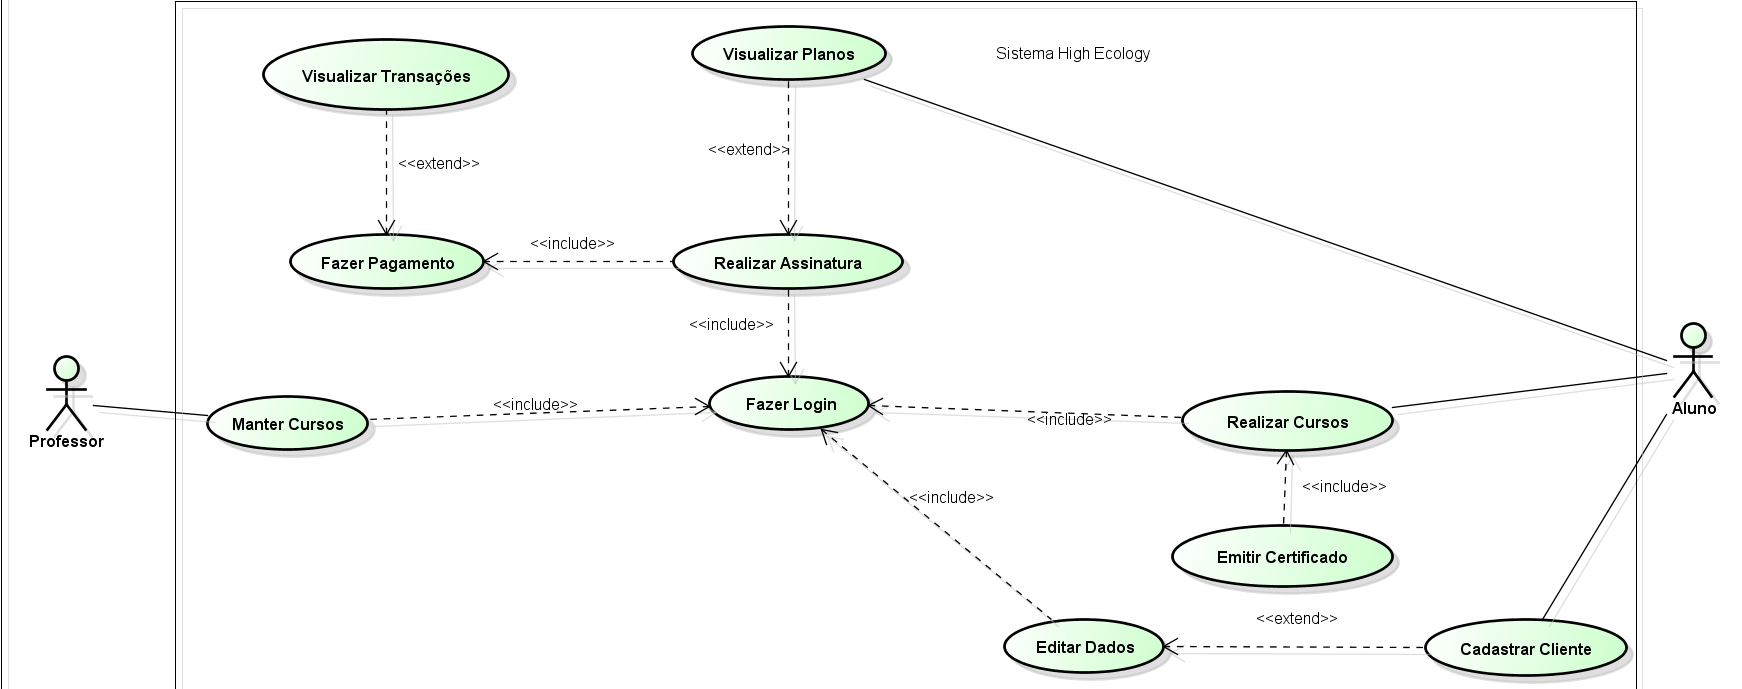 Visualizar Planos
Sistema High Ecology
Visualizar Transações
<<extend>>
<<extend>>
<<include>>
Fazer Pagamento
Realizar Assinatura
<<include>>
Fazer Login
<<include>>
Manter Cursos
Professor
<<include>>
Realizar Cursos
Aluno
<<include>>
<<include>>
Emitir Certificado
<<extend>>
Editar Dados
Cadastrar Cliente